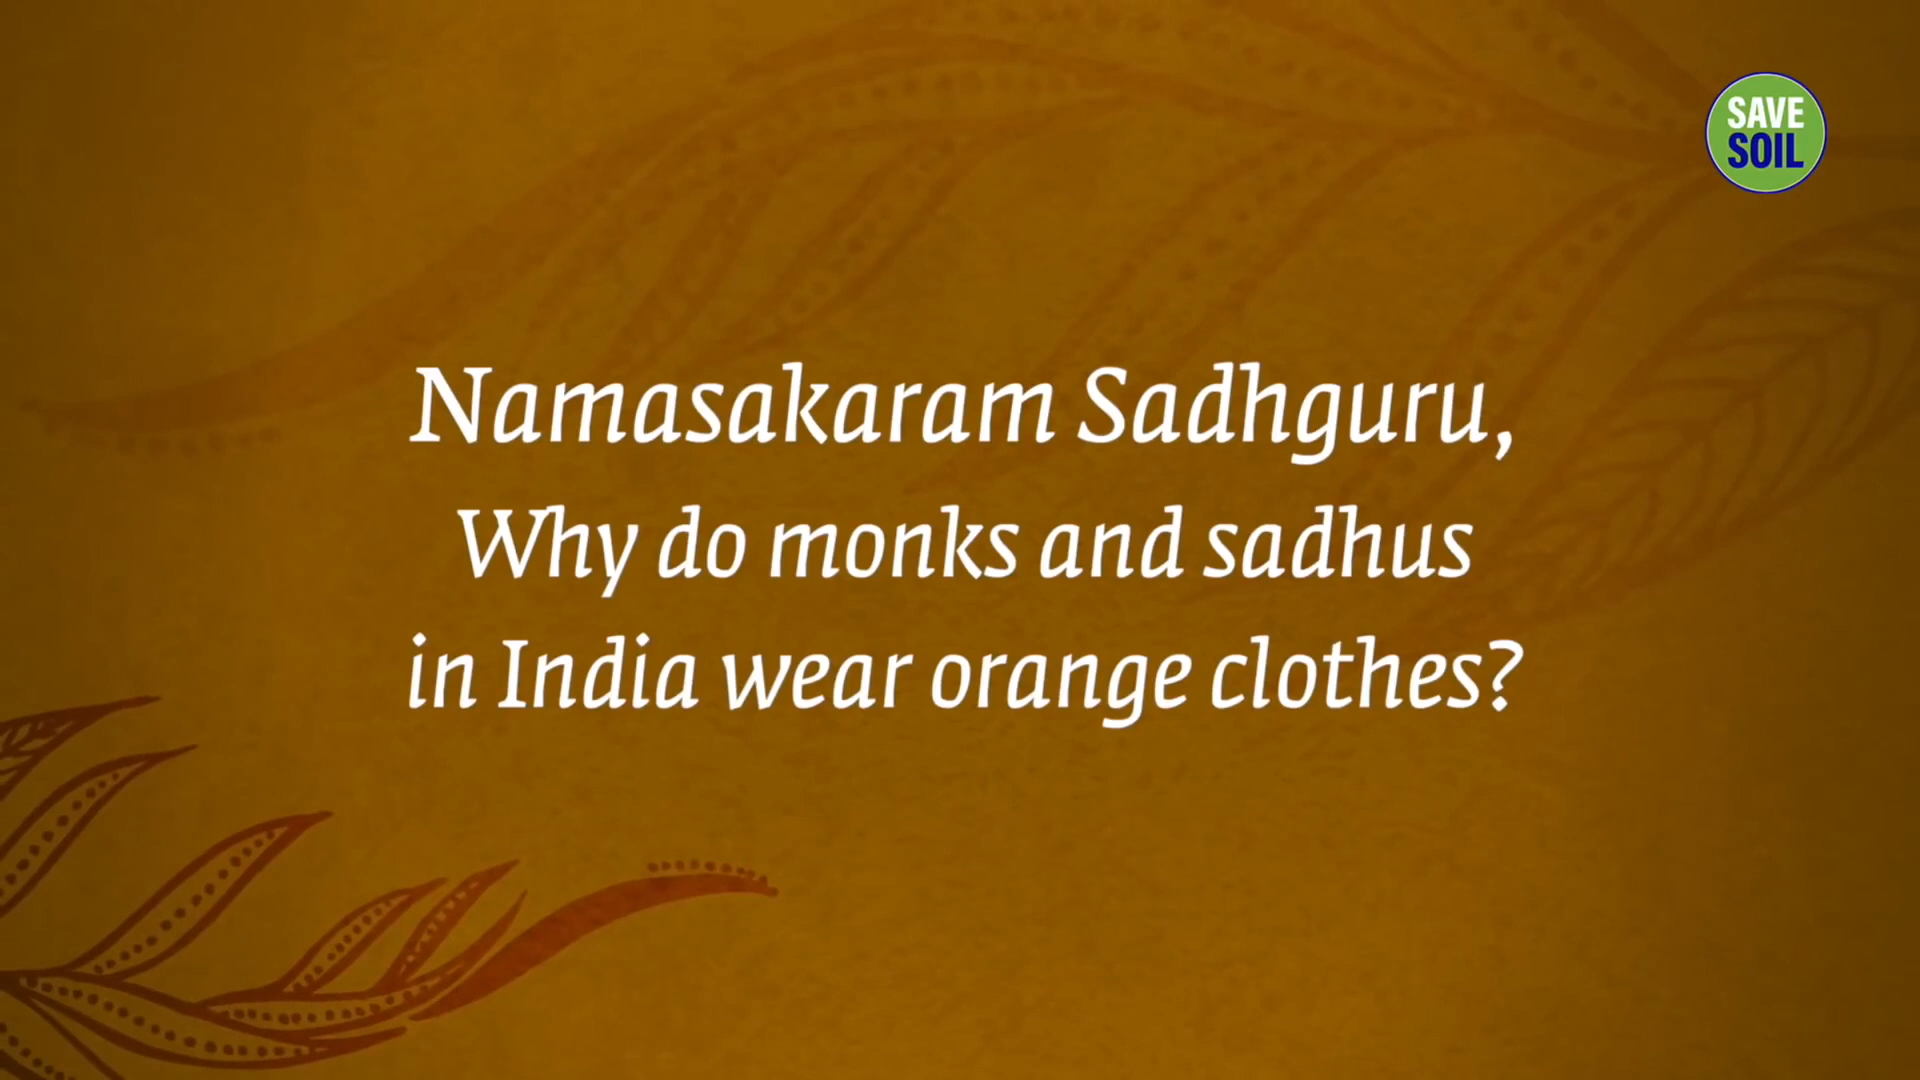 SAVE
SOIL
Namasakaram Sadhguru,
Why do monks and sadhus
in India wear orange clothes?